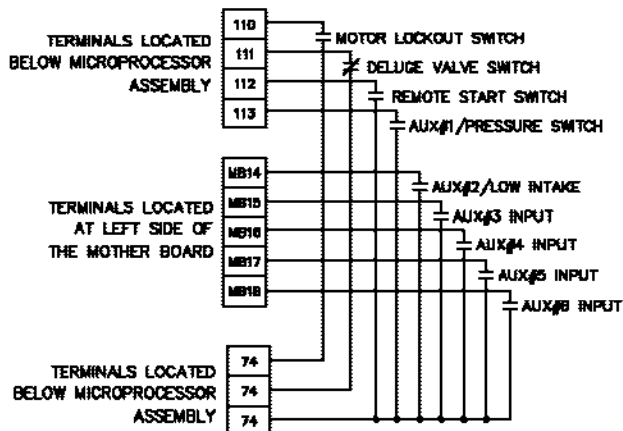 110
MOTOR LOCKOUT SWITCH
TERMINALS LOCATED
BELOW MICROPROCESSOR
ASSEMBLY
111
DELUGE VALVE SWITCH
112
REMOTE START SWITCH
113
AUX#1/PRESSURE SWITCH
MB14
AUX#2/LOW INTAKE
TERMINALS LOCATED
AT LEFT SIDE OF
THE MOTHER BOARD
MB15
AUX#3 INPUT
MB16
AUX#4 INPUT
MB17
AUX#5 INPUT
MB18
AUX#6 INPUT
TERMINALS LOCATED
BELOW MICROPROCESSOR
ASSEMBLY
74
74
74